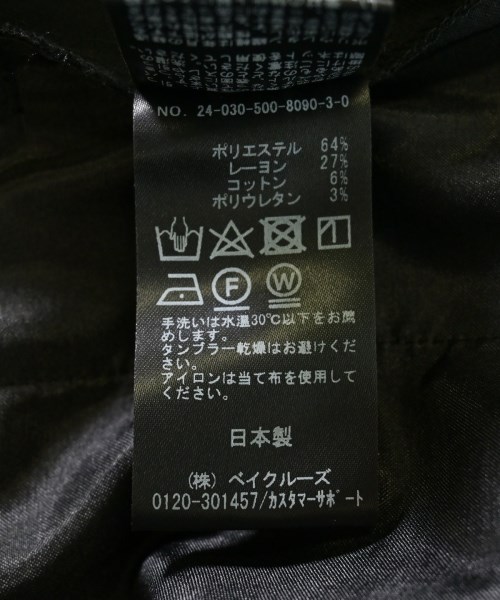 NO. 24-030-500-8090-3-0
ポリエステル 64%
レーヨン 27%
コットン 6%
ポリウレタン 3%
F W
手洗いは水温30℃以下をお薦
めします。
タンブラー乾燥はお避けくだ
さい。
アイロンは当て布を使用して
ください。
日本製
(株) ベイクルーズ
0120-301457/カスタマーサポート